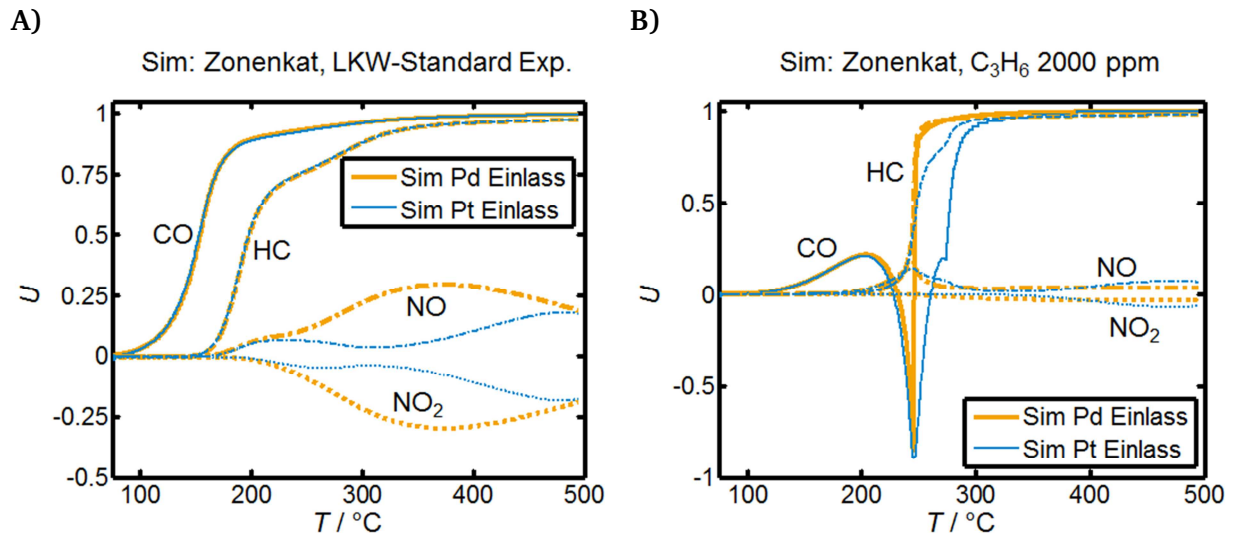 A)
Sim: Zonenkat, LKW-Standard Exp.
1
0.75
0.5
0.25
0
-0.25
-0.5
U
CO
HC
Sim Pd Einlass
Sim Pt Einlass
NO
NO₂
100 200 300 400 500
T / °C
B)
Sim: Zonenkat, C₃H₆ 2000 ppm
1
0.5
0
-0.5
-1
U
HC
CO
NO
NO₂
Sim Pd Einlass
Sim Pt Einlass
100 200 300 400 500
T / °C